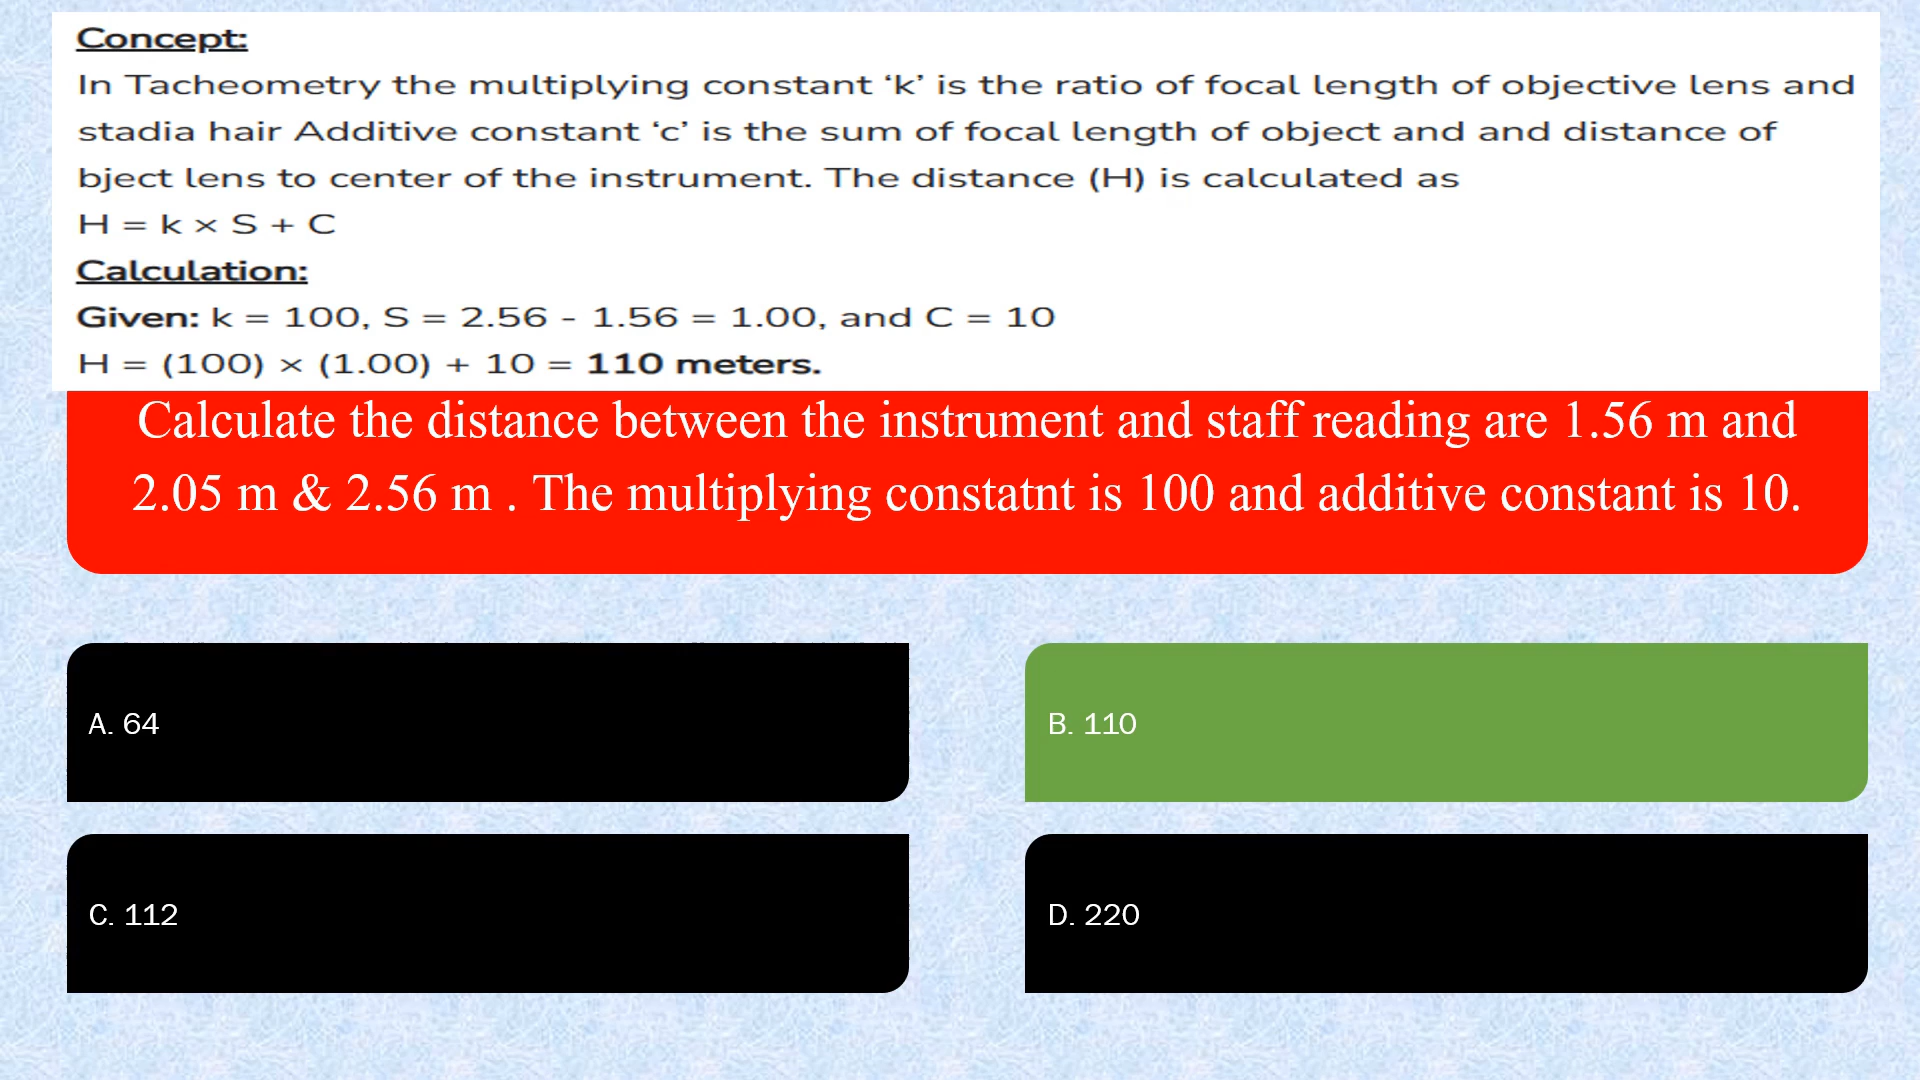 Concept:
In Tacheometry the multiplying constant ‘k’ is the ratio of focal length of objective lens and
stadia hair Additive constant ‘c’ is the sum of focal length of object and and distance of
bject lens to center of the instrument. The distance (H) is calculated as
H = k × S + C
Calculation:
Given: k = 100, S = 2.56 - 1.56 = 1.00, and C = 10
H = (100) × (1.00) + 10 = 110 meters.
Calculate the distance between the instrument and staff reading are 1.56 m and
2.05 m & 2.56 m . The multiplying constatnt is 100 and additive constant is 10.
A. 64
B. 110
C. 112
D. 220